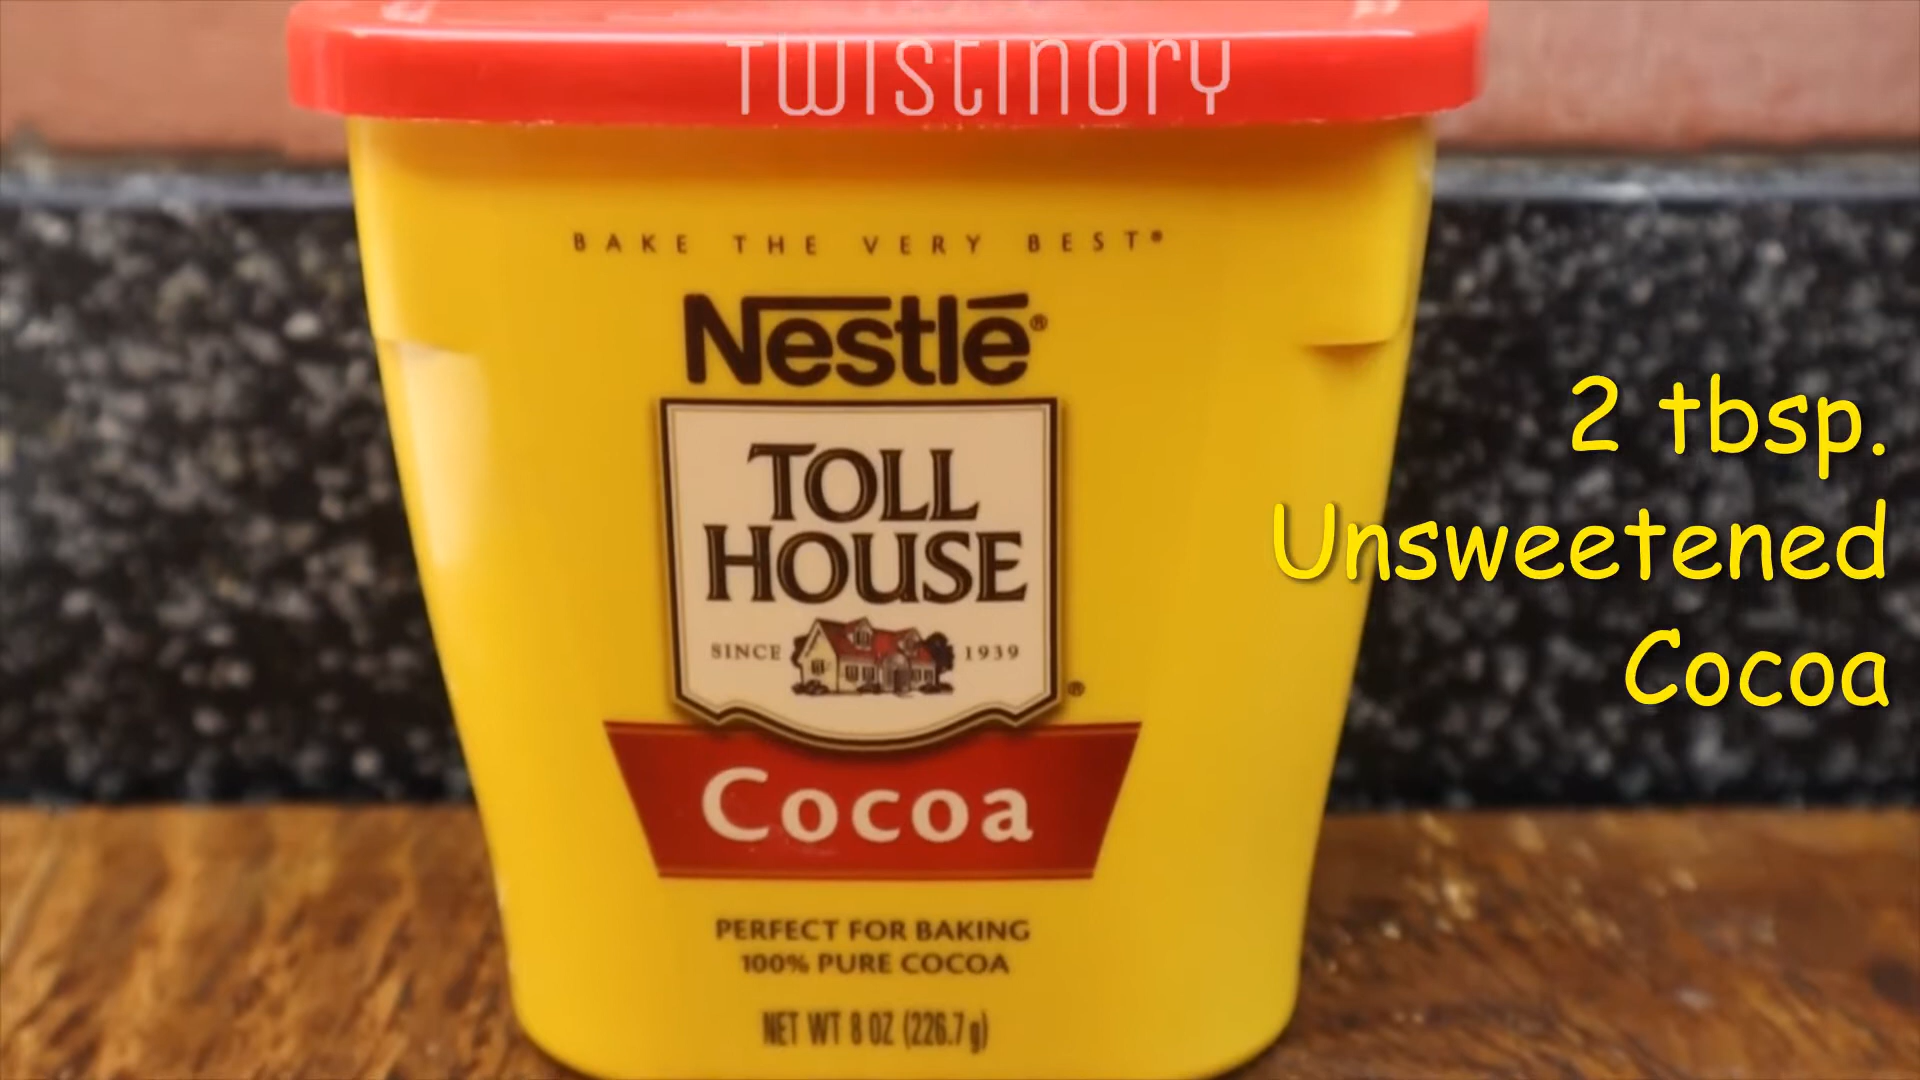 Twistinory
BAKE THE VERY BEST®
Nestlé®
TOLL
HOUSE
SINCE 1939
®
Cocoa
PERFECT FOR BAKING
100% PURE COCOA
NET WT 8 OZ (226.7 g)
2 tbsp.
Unsweetened
Cocoa